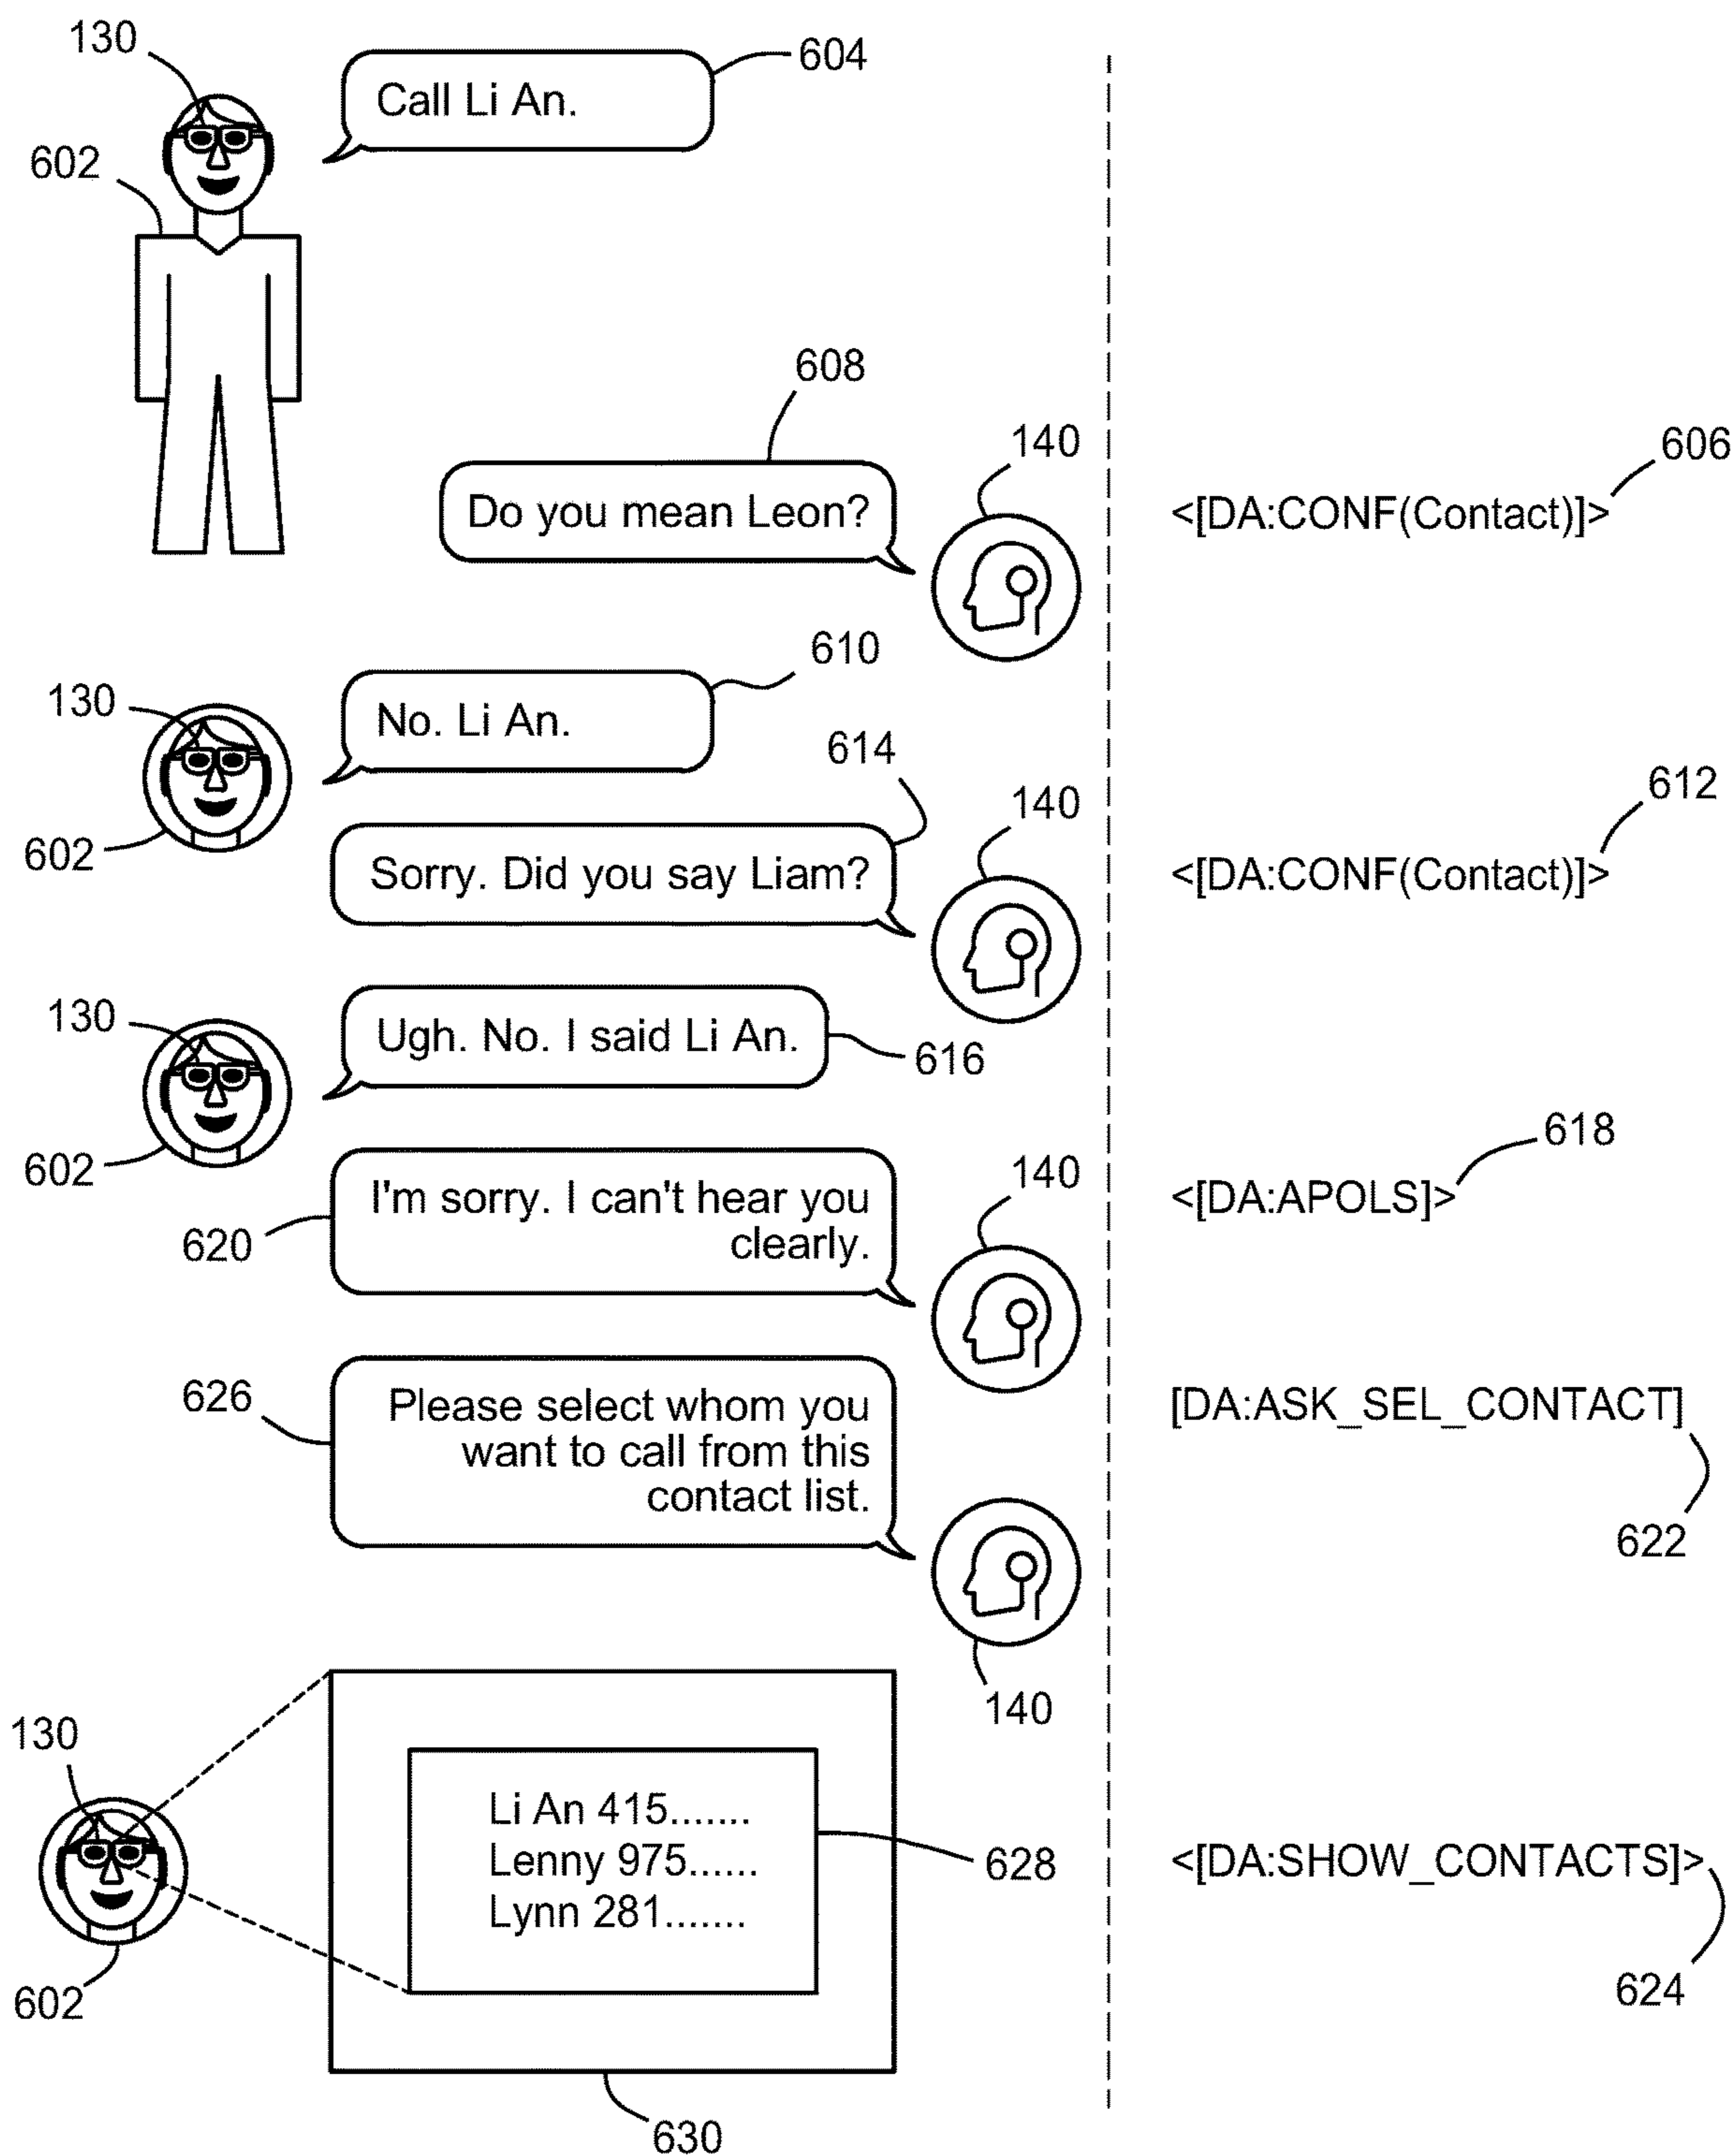 130
604
Call Li An.
602
608
140
606
Do you mean Leon?
<[DA:CONF(Contact)]>
610
130
No. Li An.
614
612
140
602
Sorry. Did you say Liam?
<[DA:CONF(Contact)]>
130
Ugh. No. I said Li An.
616
618
602
140
I'm sorry. I can't hear you
clearly.
<[DA:APOLS]>
620
626
Please select whom you
want to call from this
contact list.
[DA:ASK_SEL_CONTACT]
622
140
130
Li An 415.......
Lenny 975......
Lynn 281.......
628
<[DA:SHOW_CONTACTS]>
602
624
630